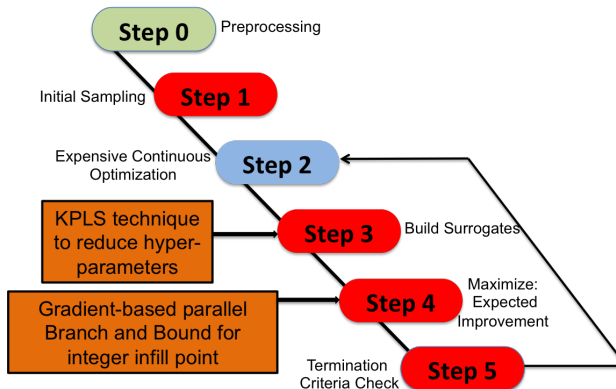 Step 0
Preprocessing
Initial Sampling
Step 1
Expensive Continuous
Optimization
Step 2
KPLS technique
to reduce hyper-
parameters
Step 3
Build Surrogates
Gradient-based parallel
Branch and Bound for
integer infill point
Step 4
Maximize:
Expected
Improvement
Termination
Criteria Check
Step 5